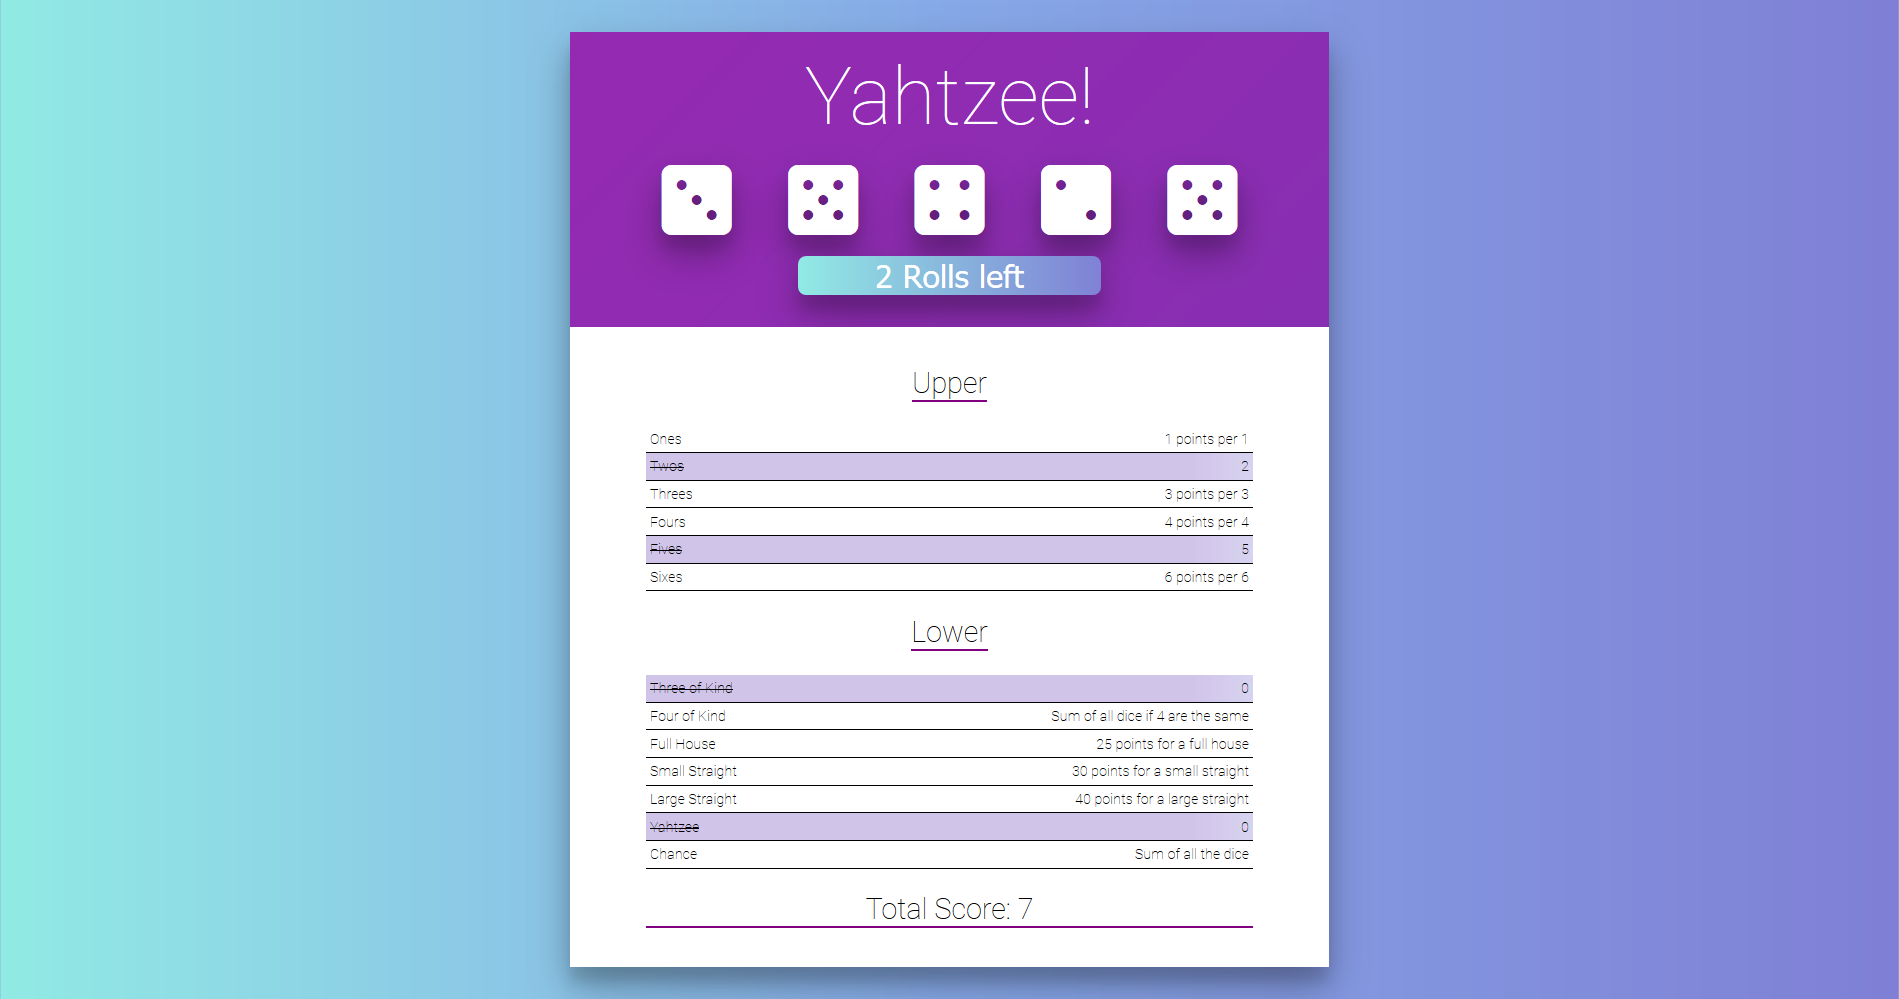 Yahtzee!
2 Rolls left
Upper
Ones 1 points per 1
Twos 2
Threes 3 points per 3
Fours 4 points per 4
Fives 5
Sixes 6 points per 6
Lower
Three of Kind 0
Four of Kind Sum of all dice if 4 are the same
Full House 25 points for a full house
Small Straight 30 points for a small straight
Large Straight 40 points for a large straight
Yahtzee 0
Chance Sum of all the dice
Total Score: 7